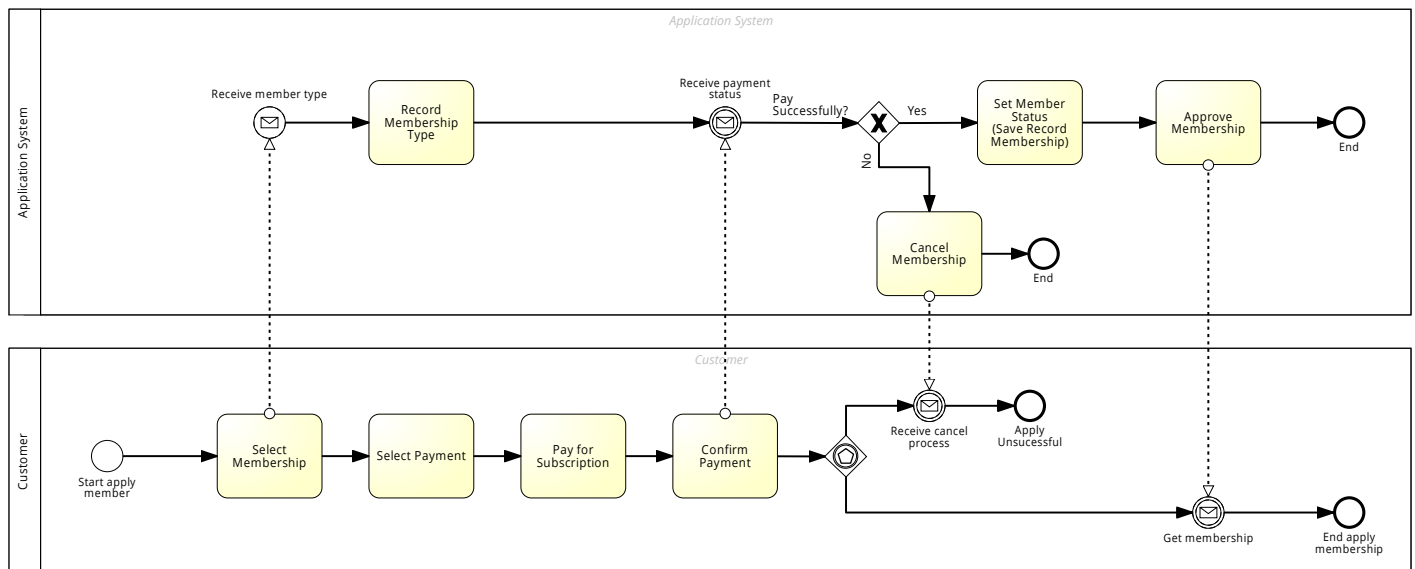 Application System
Application System
Receive member type
Record
Membership
Type
Receive payment
status
Pay
Successfully?
Yes
No
Set Member
Status
(Save Record
Membership)
Approve
Membership
End
Cancel
Membership
End
Customer
Customer
Start apply
member
Select
Membership
Select Payment
Pay for
Subscription
Confirm
Payment
Receive cancel
process
Apply
Unsucessful
Get membership
End apply
membership